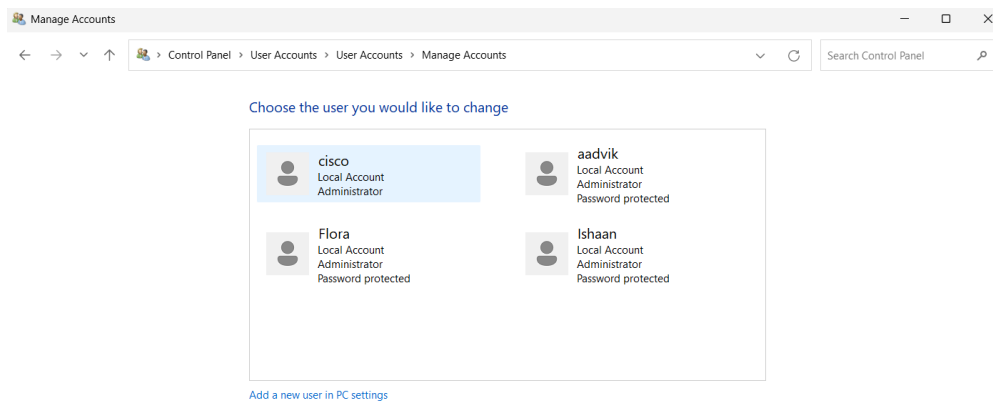 Manage Accounts
Control Panel > User Accounts > User Accounts > Manage Accounts
Search Control Panel
Choose the user you would like to change
cisco
Local Account
Administrator
aadvik
Local Account
Administrator
Password protected
Flora
Local Account
Administrator
Password protected
Ishaan
Local Account
Administrator
Password protected
Add a new user in PC settings